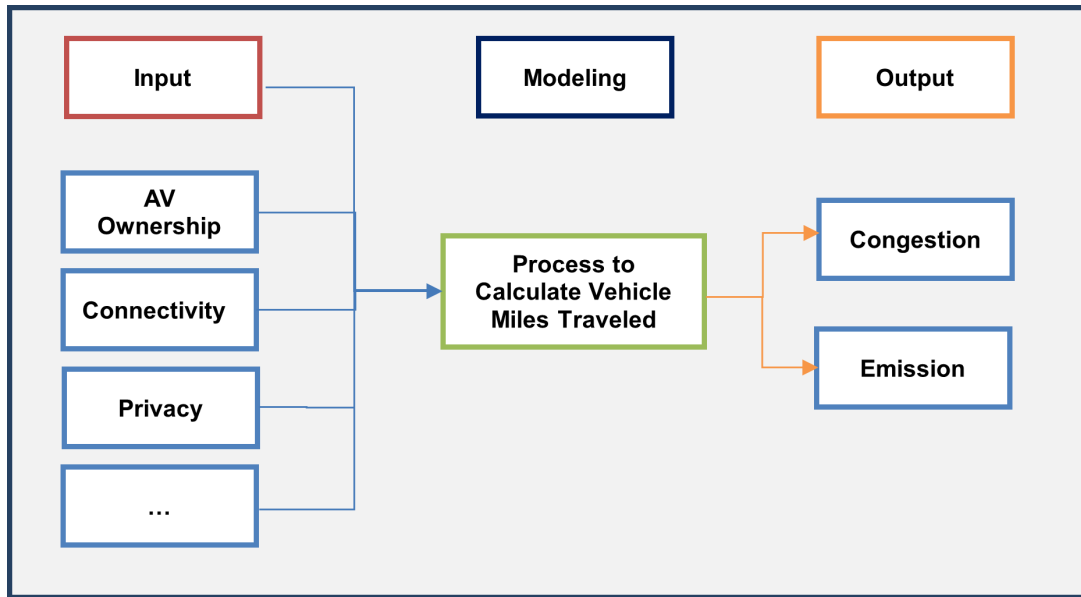 Input
Modeling
Output
AV
Ownership
Connectivity
Privacy
...
Process to
Calculate Vehicle
Miles Traveled
Congestion
Emission